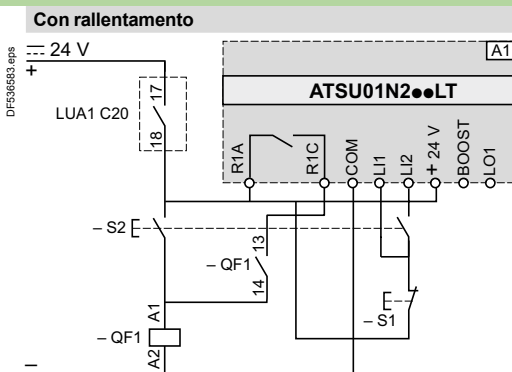 Con rallentamento
DF536583.eps
24 V
+
A1
ATSU01N2●●LT
LUA1 C20
17
18
R1A
R1C
COM
LI1
LI2
+ 24 V
BOOST
LO1
– S2
– QF1
13
14
– S1
A1
– QF1
A2
–